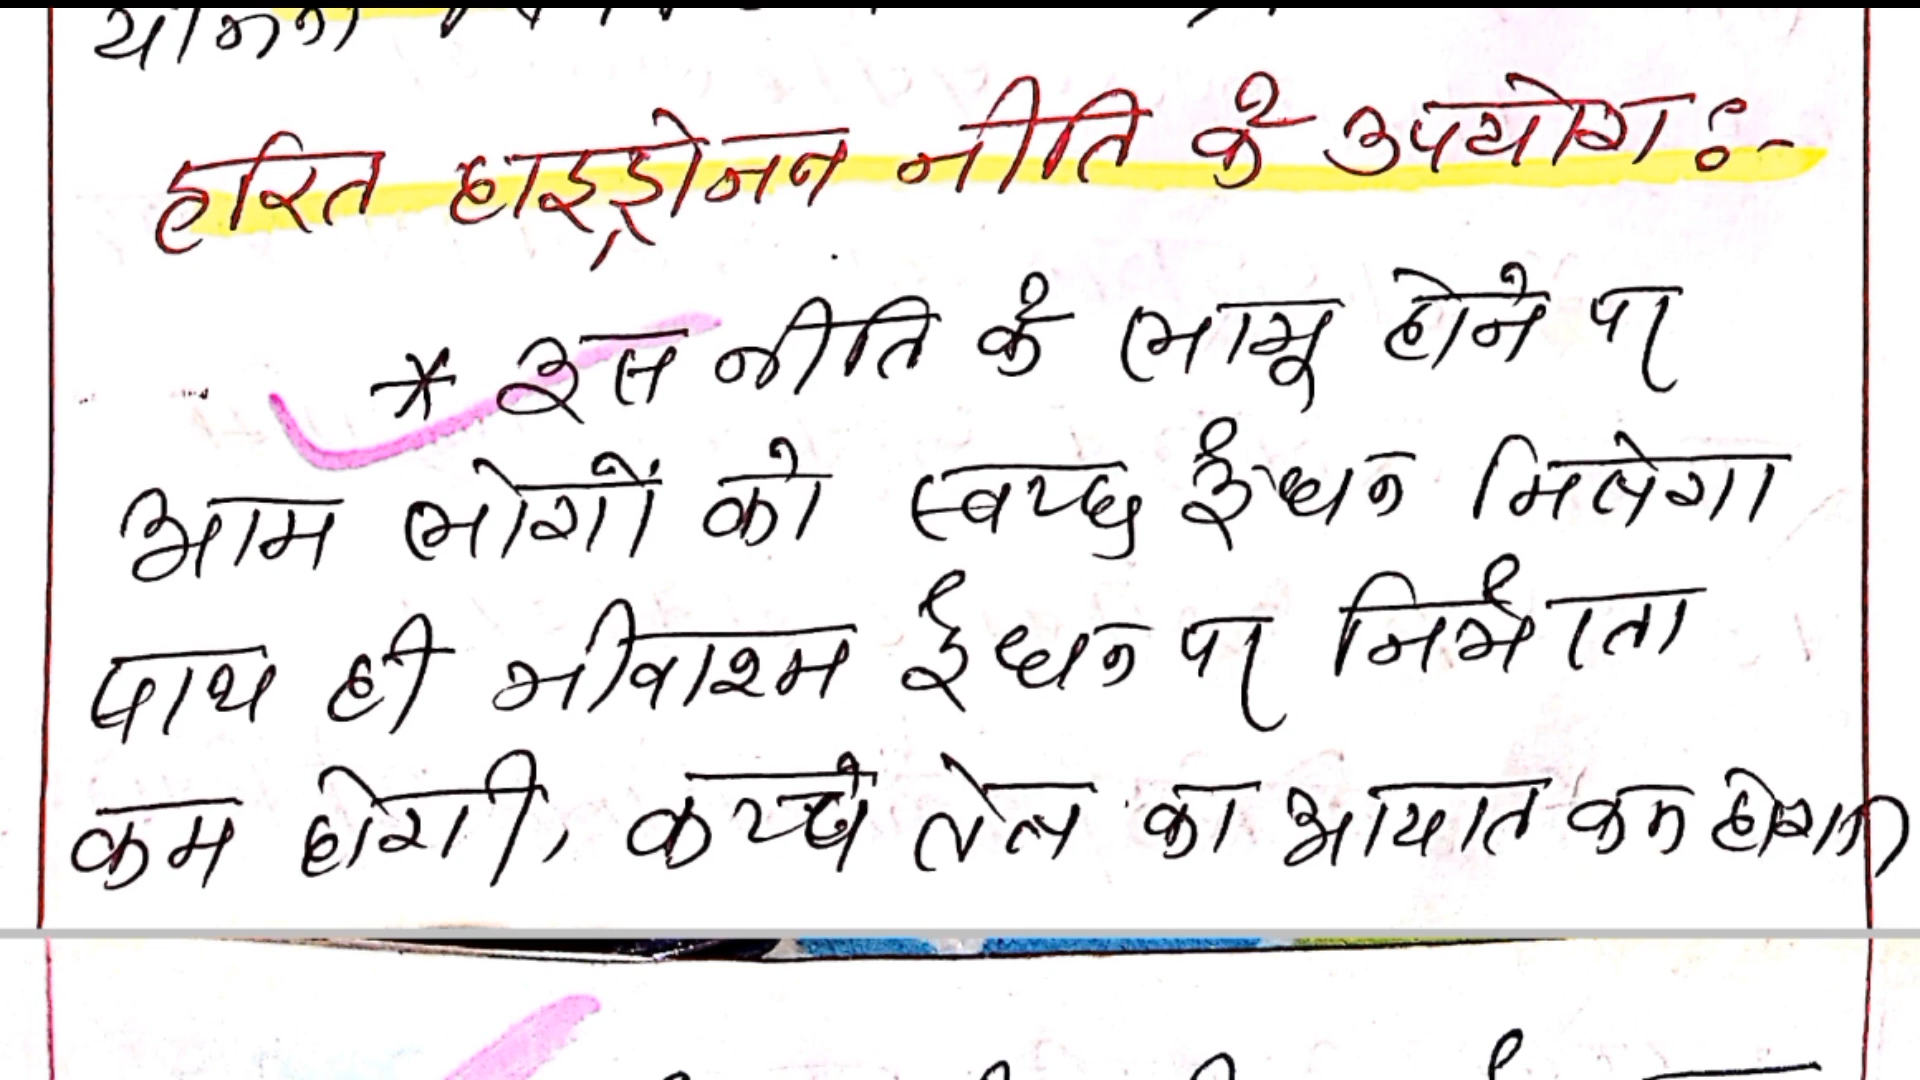 हरित हाइड्रोजन नीति के उपयोग :-
* इस नीति के लागू होने पर
आम लोगों को स्वच्छ ईंधन मिलेगा
साथ ही जीवाश्म ईंधन पर निर्भरता
कम होगी, कच्चे तेल का आयात कम होगा